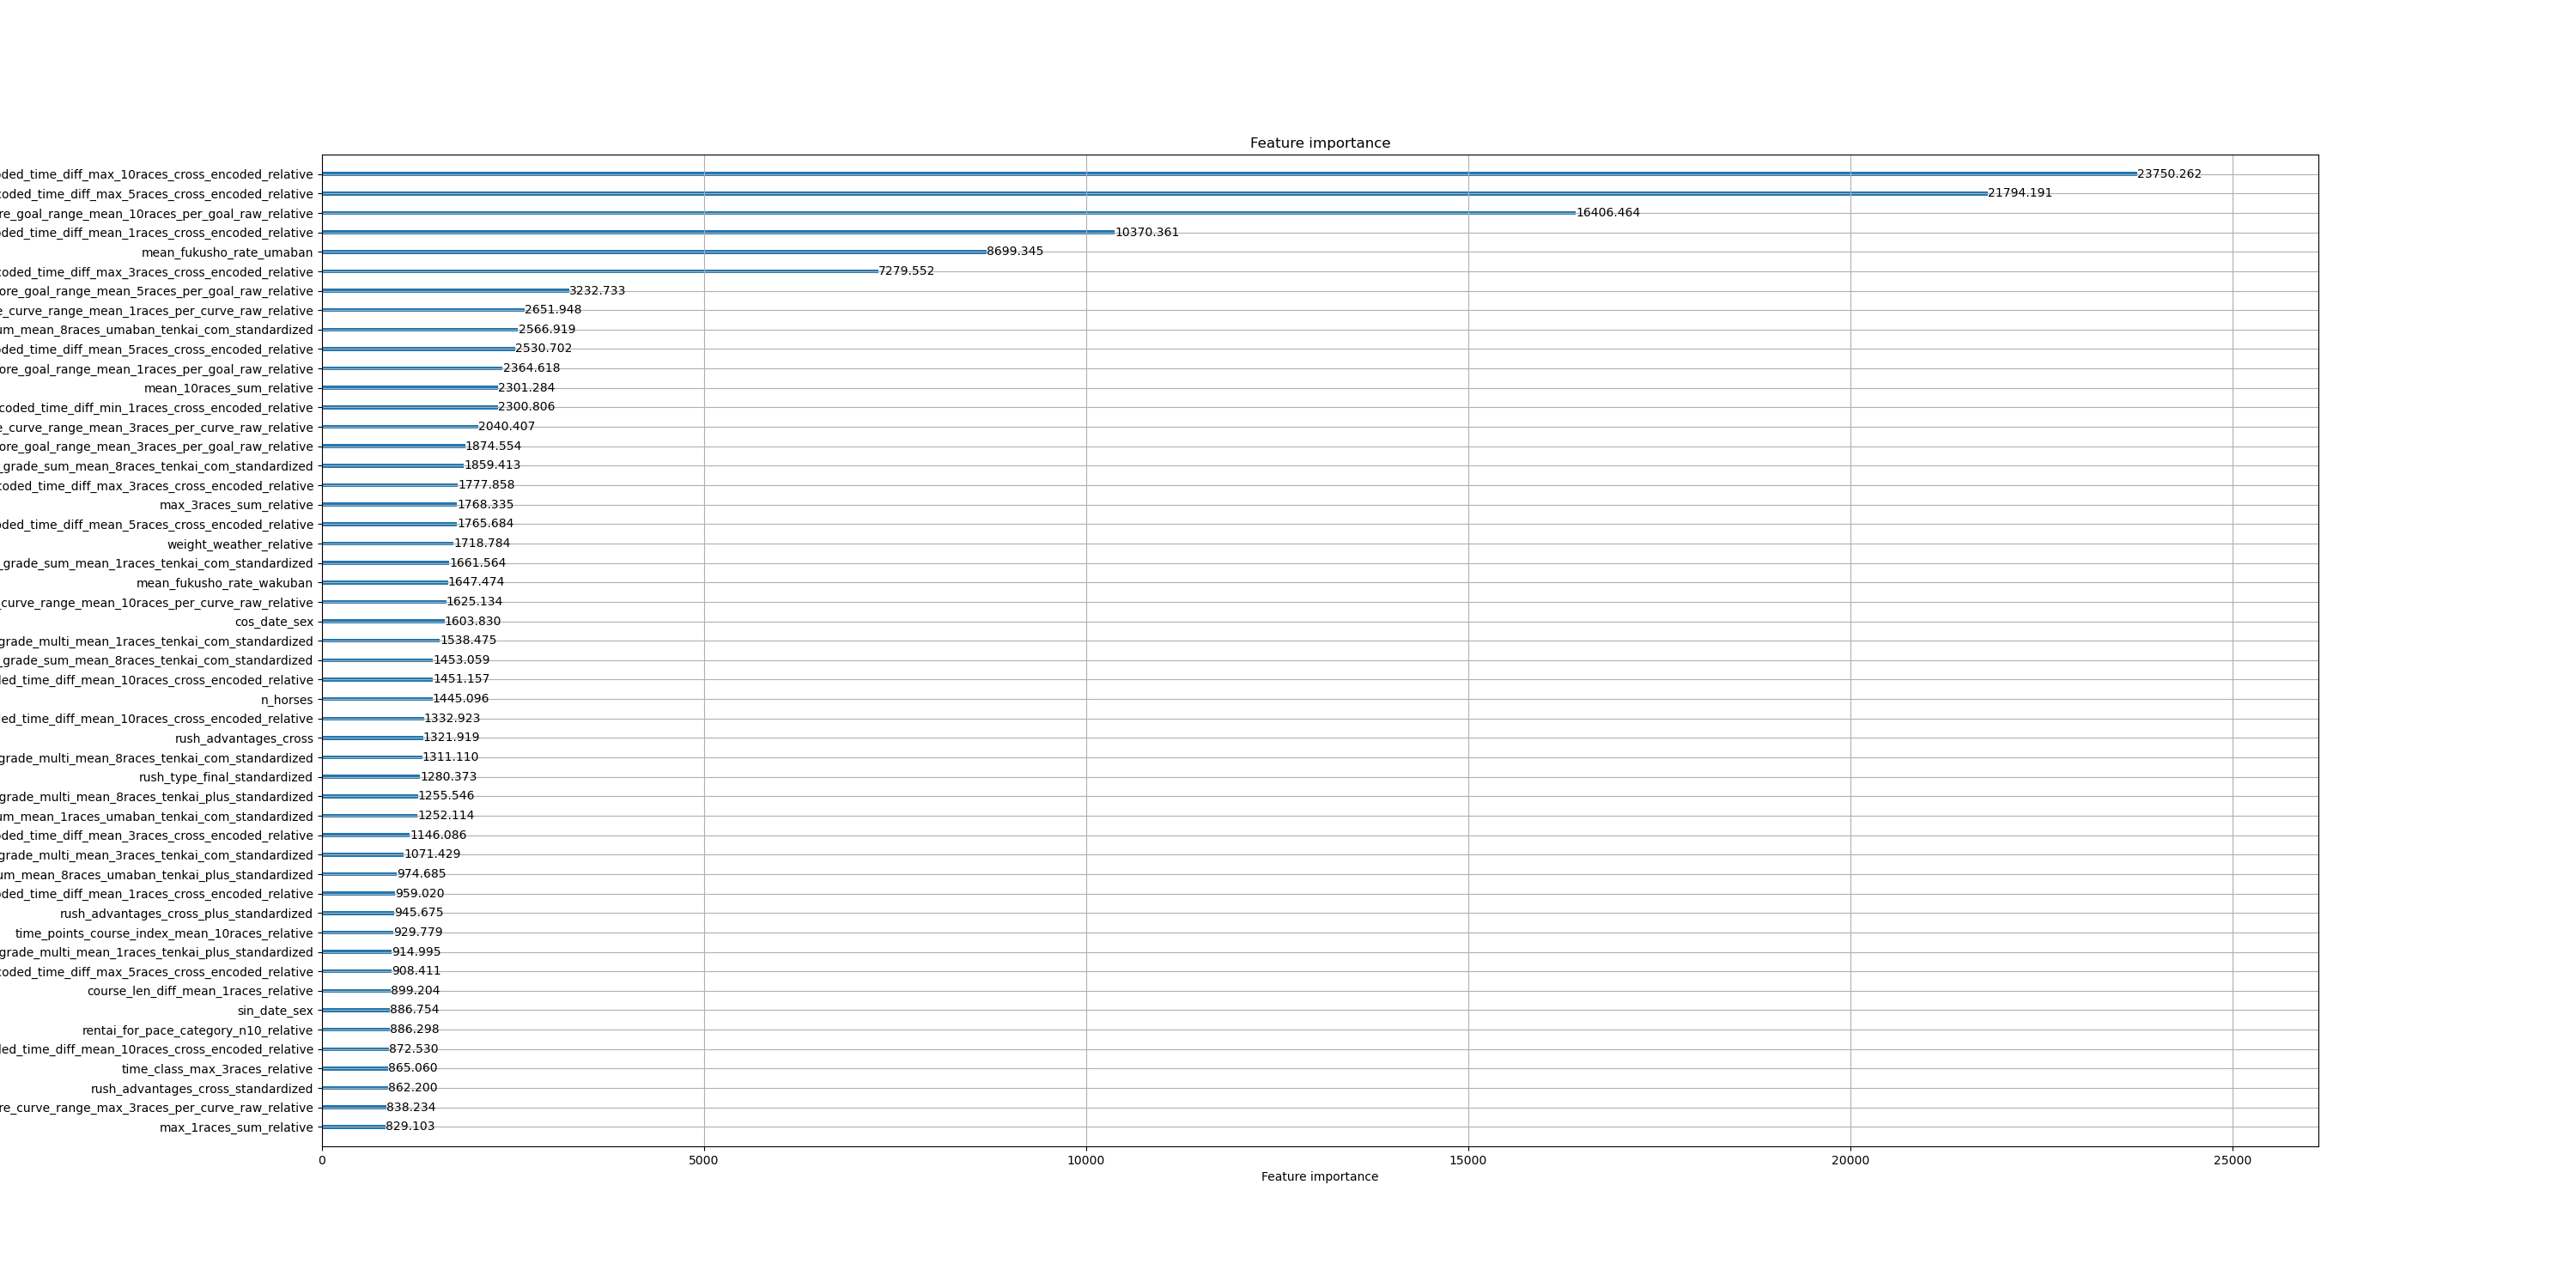 Feature importance
ded_time_diff_max_10races_cross_encoded_relative 23750.262
coded_time_diff_max_5races_cross_encoded_relative 21794.191
re_goal_range_mean_10races_per_goal_raw_relative 16406.464
ded_time_diff_mean_1races_cross_encoded_relative 10370.361
mean_fukusho_rate_umaban 8699.345
coded_time_diff_max_3races_cross_encoded_relative 7279.552
ore_goal_range_mean_5races_per_goal_raw_relative 3232.733
e_curve_range_mean_1races_per_curve_raw_relative 2651.948
um_mean_8races_umaban_tenkai_com_standardized 2566.919
ded_time_diff_mean_5races_cross_encoded_relative 2530.702
ore_goal_range_mean_1races_per_goal_raw_relative 2364.618
mean_10races_sum_relative 2301.284
coded_time_diff_min_1races_cross_encoded_relative 2300.806
e_curve_range_mean_3races_per_curve_raw_relative 2040.407
ore_goal_range_mean_3races_per_goal_raw_relative 1874.554
_grade_sum_mean_8races_tenkai_com_standardized 1859.413
coded_time_diff_max_3races_cross_encoded_relative 1777.858
max_3races_sum_relative 1768.335
ded_time_diff_mean_5races_cross_encoded_relative 1765.684
weight_weather_relative 1718.784
_grade_sum_mean_1races_tenkai_com_standardized 1661.564
mean_fukusho_rate_wakuban 1647.474
_curve_range_mean_10races_per_curve_raw_relative 1625.134
cos_date_sex 1603.830
grade_multi_mean_1races_tenkai_com_standardized 1538.475
_grade_sum_mean_8races_tenkai_com_standardized 1453.059
led_time_diff_mean_10races_cross_encoded_relative 1451.157
n_horses 1445.096
ed_time_diff_mean_10races_cross_encoded_relative 1332.923
rush_advantages_cross 1321.919
grade_multi_mean_8races_tenkai_com_standardized 1311.110
rush_type_final_standardized 1280.373
grade_multi_mean_8races_tenkai_plus_standardized 1255.546
um_mean_1races_umaban_tenkai_com_standardized 1252.114
ded_time_diff_mean_3races_cross_encoded_relative 1146.086
grade_multi_mean_3races_tenkai_com_standardized 1071.429
um_mean_8races_umaban_tenkai_plus_standardized 974.685
ded_time_diff_mean_1races_cross_encoded_relative 959.020
rush_advantages_cross_plus_standardized 945.675
time_points_course_index_mean_10races_relative 929.779
grade_multi_mean_1races_tenkai_plus_standardized 914.995
coded_time_diff_max_5races_cross_encoded_relative 908.411
course_len_diff_mean_1races_relative 899.204
sin_date_sex 886.754
rentai_for_pace_category_n10_relative 886.298
led_time_diff_mean_10races_cross_encoded_relative 872.530
time_class_max_3races_relative 865.060
rush_advantages_cross_standardized 862.200
re_curve_range_max_3races_per_curve_raw_relative 838.234
max_1races_sum_relative 829.103
0 5000 10000 15000 20000 25000
Feature importance